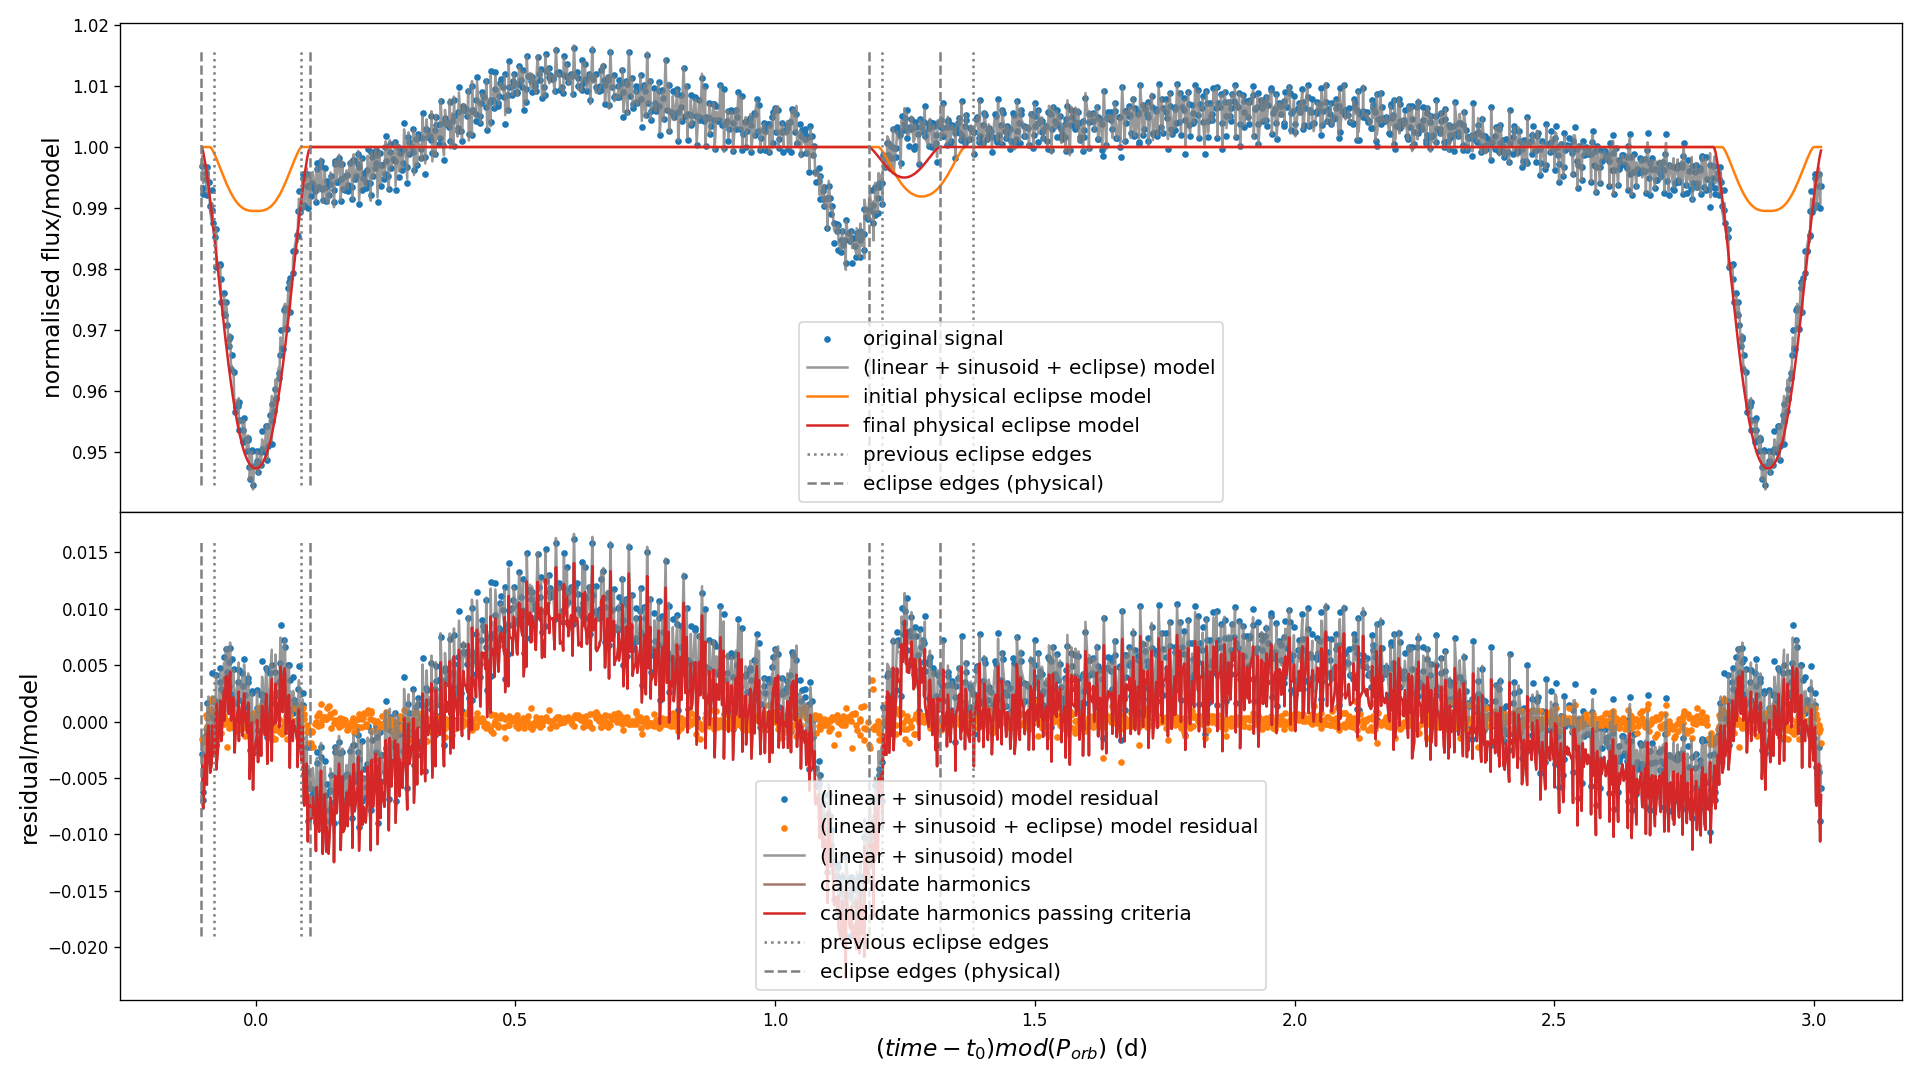 1.02
1.01
1.00
0.99
0.98
0.97
0.96
0.95
normalised flux/model
original signal
(linear + sinusoid + eclipse) model
initial physical eclipse model
final physical eclipse model
previous eclipse edges
eclipse edges (physical)
0.015
0.010
0.005
0.000
−0.005
−0.010
−0.015
−0.020
residual/model
(linear + sinusoid) model residual
(linear + sinusoid + eclipse) model residual
(linear + sinusoid) model
candidate harmonics
candidate harmonics passing criteria
previous eclipse edges
eclipse edges (physical)
0.0 0.5 1.0 1.5 2.0 2.5 3.0
(time − t₀)mod(P_orb) (d)